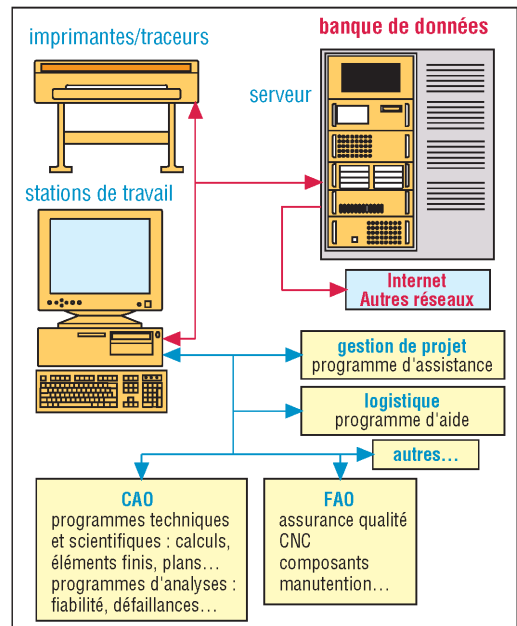 imprimantes/traceurs
banque de données
serveur
stations de travail
Internet
Autres réseaux
gestion de projet
programme d'assistance
logistique
programme d'aide
autres...
CAO
programmes techniques
et scientifiques : calculs,
éléments finis, plans...
programmes d'analyses :
fiabilité, défaillances...
FAO
assurance qualité
CNC
composants
manutention...